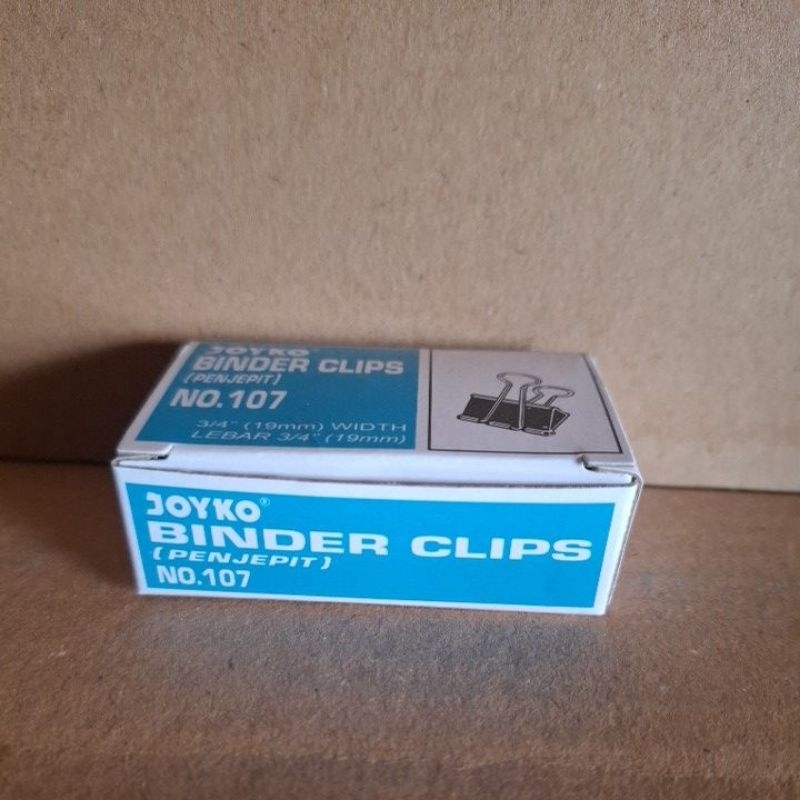 JOYKO
BINDER CLIPS
(PENJEPIT)
NO.107
3/4" (19mm) WIDTH
LEBAR 3/4" (19mm)
JOYKO®
BINDER CLIPS
(PENJEPIT)
NO.107